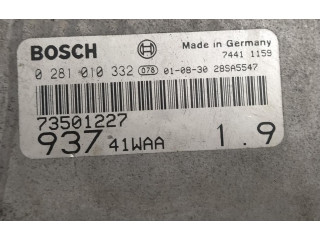 BOSCH Made in Germany
7441 1159
0 281 010 332 078 01-08-30 28SA5547
73501227
937 41WAA 1.9